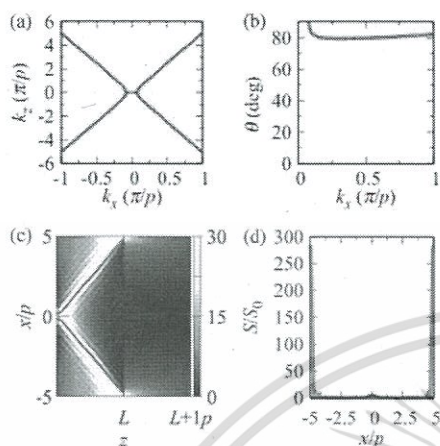 (a)
6
4
2
0
-2
-4
-6
k_z (π/p)
-1 -0.5 0 0.5 1
k_x (π/p)
(b)
80
60
40
20
0
θ (deg)
0 0.5 1
k_x (π/p)
(c)
5
0
-5
x/p
L L+1p
z
30
15
0
(d)
300
250
200
150
100
50
0
S/S_0
-5 -2.5 0 2.5 5
x/p